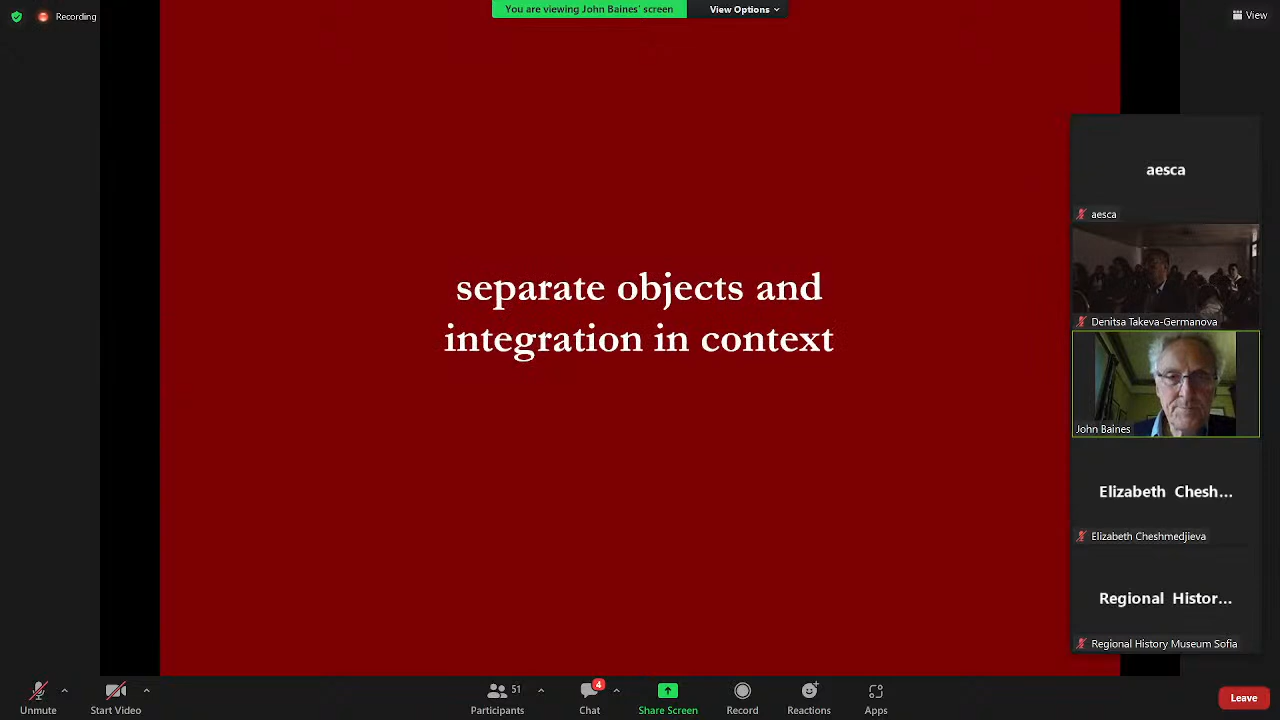 Recording
You are viewing John Baines' screen
View Options
View
aesca
aesca
Denitsa Takeva-Germanova
John Baines
Elizabeth Chesh...
Elizabeth Cheshmedjieva
Regional Histor...
Regional History Museum Sofia
separate objects and
integration in context
Unmute
Start Video
51
Participants
4
Chat
Share Screen
Record
Reactions
Apps
Leave